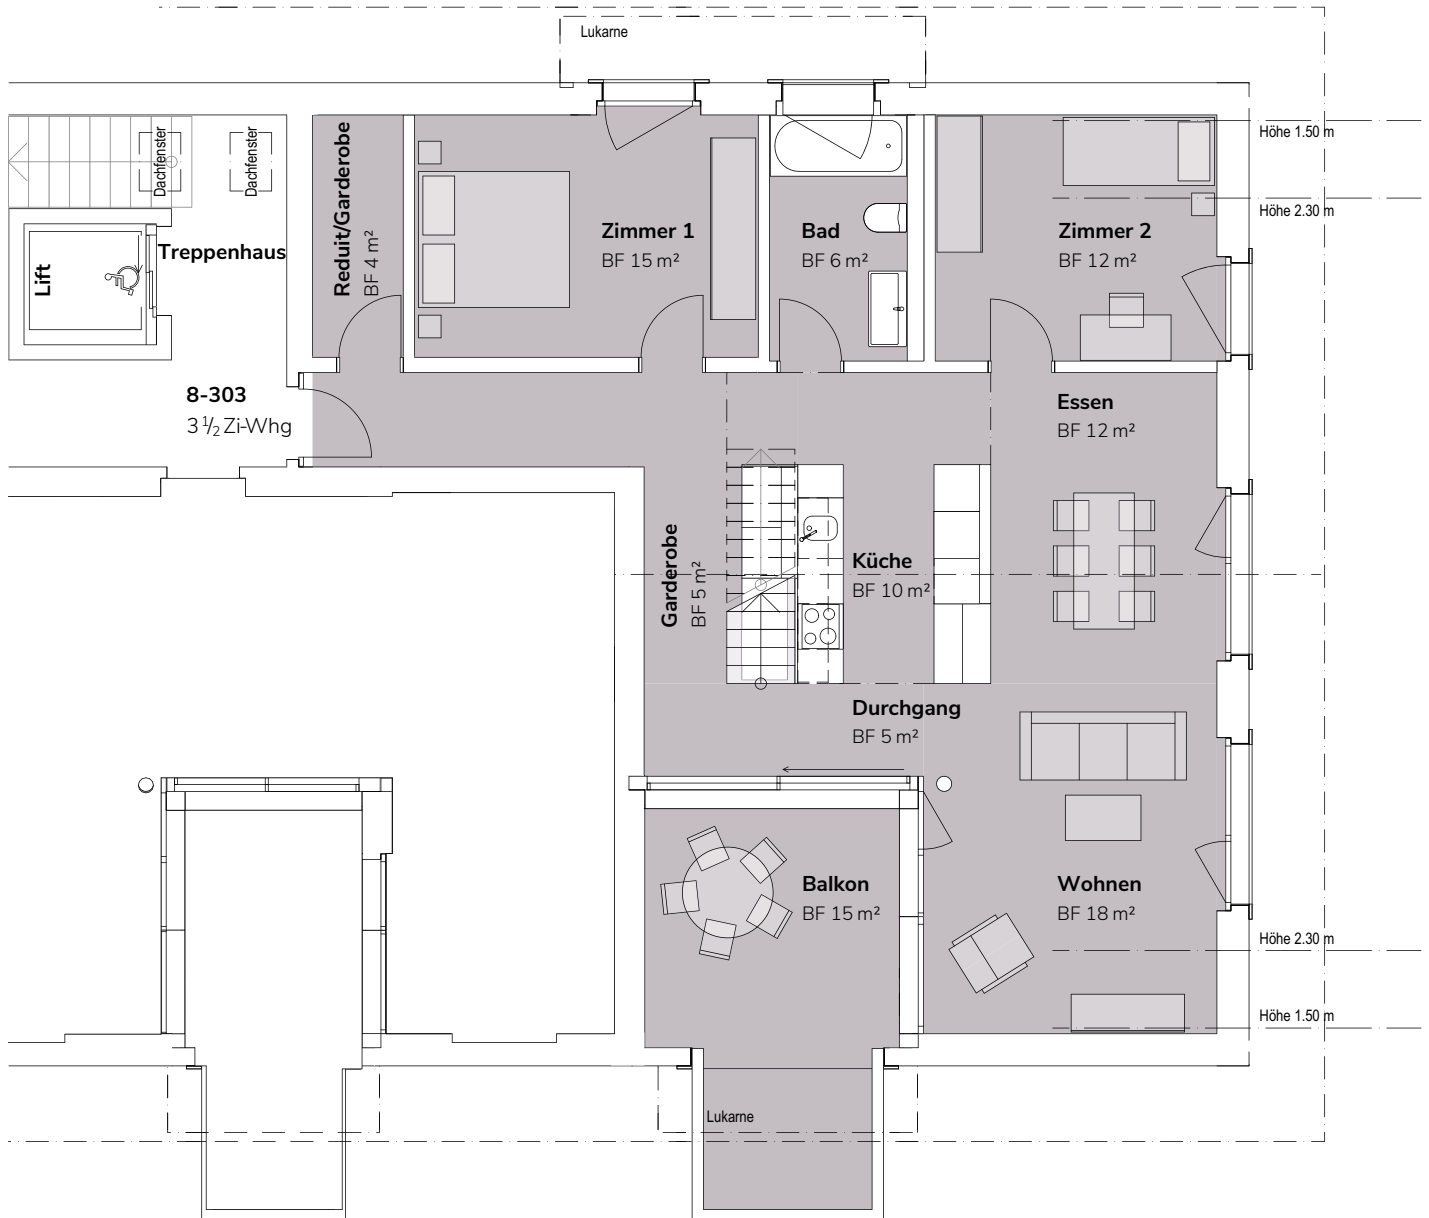 Lukarne
Dachfenster
Dachfenster
Reduit/Garderobe
BF 4 m²
Zimmer 1
BF 15 m²
Bad
BF 6 m²
Zimmer 2
BF 12 m²
Höhe 1.50 m
Höhe 2.30 m
Treppenhaus
Lift
8-303
3 ½ Zi-Whg
Essen
BF 12 m²
Garderobe
BF 5 m²
Küche
BF 10 m²
Durchgang
BF 5 m²
Balkon
BF 15 m²
Wohnen
BF 18 m²
Höhe 2.30 m
Höhe 1.50 m
Lukarne